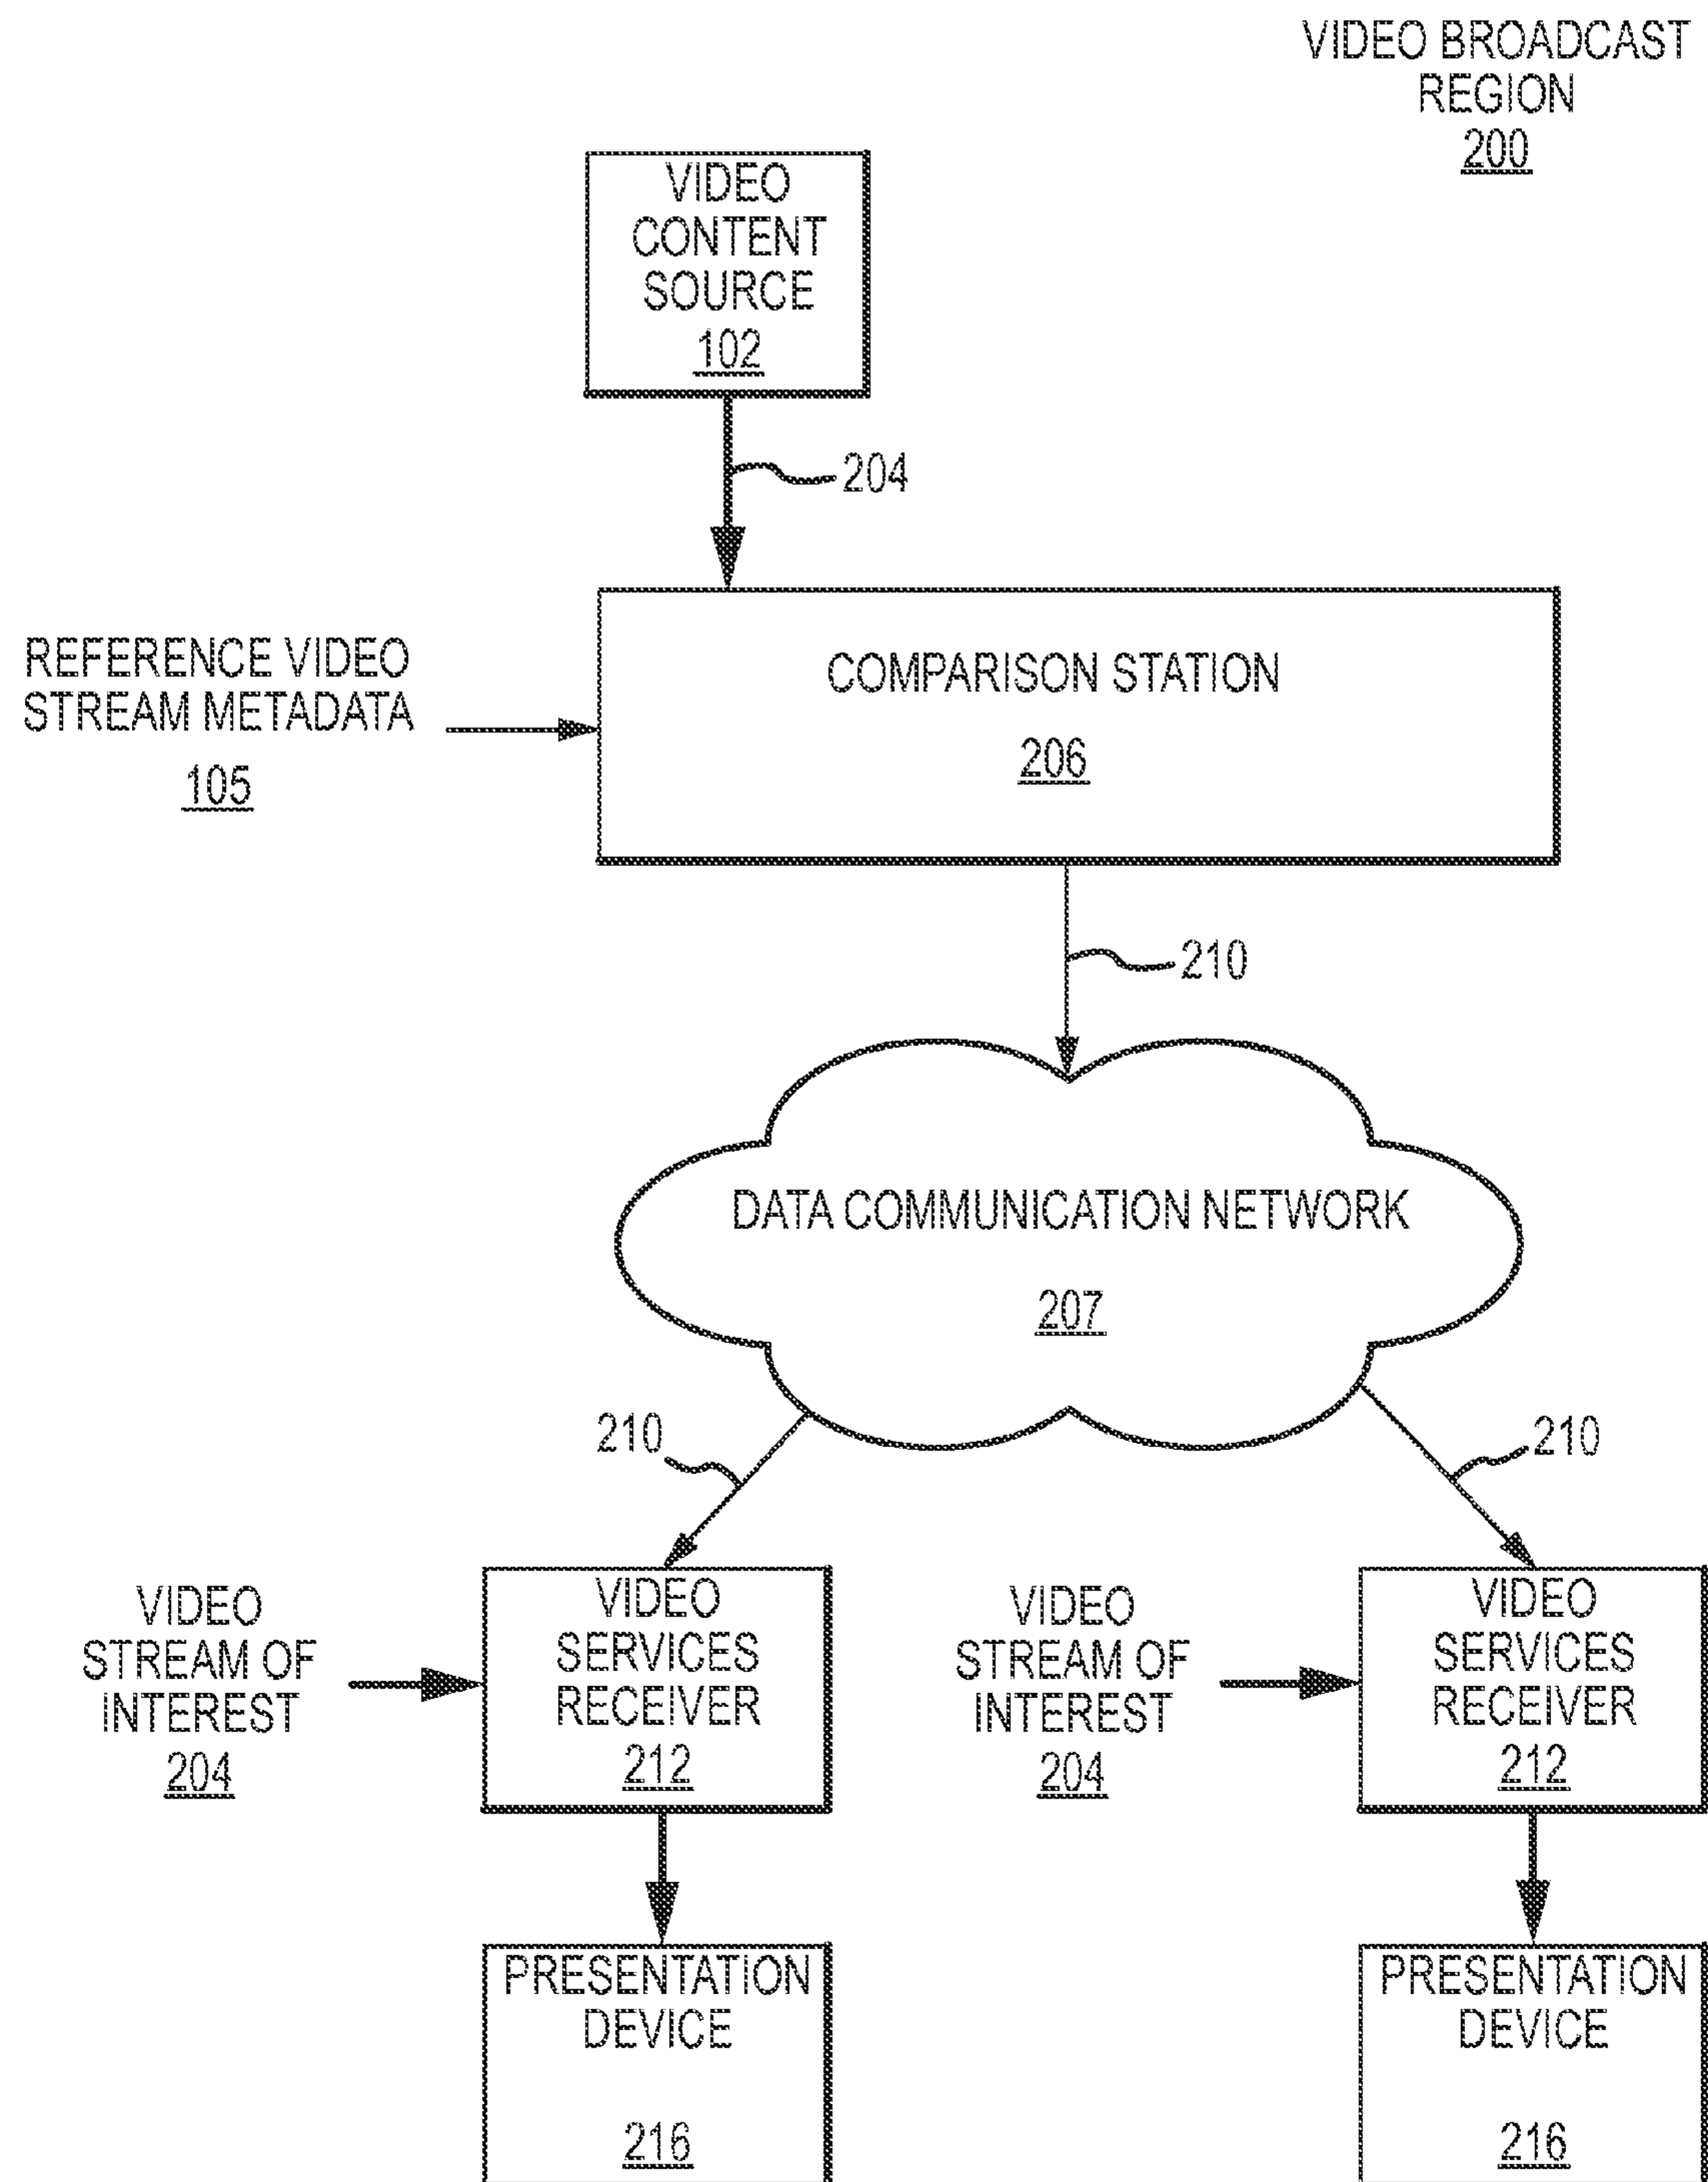 VIDEO BROADCAST
REGION
200
VIDEO
CONTENT
SOURCE
102
204
REFERENCE VIDEO
STREAM METADATA
105
COMPARISON STATION
206
210
DATA COMMUNICATION NETWORK
207
210
210
VIDEO
STREAM OF
INTEREST
204
VIDEO
SERVICES
RECEIVER
212
VIDEO
STREAM OF
INTEREST
204
VIDEO
SERVICES
RECEIVER
212
PRESENTATION
DEVICE
216
PRESENTATION
DEVICE
216